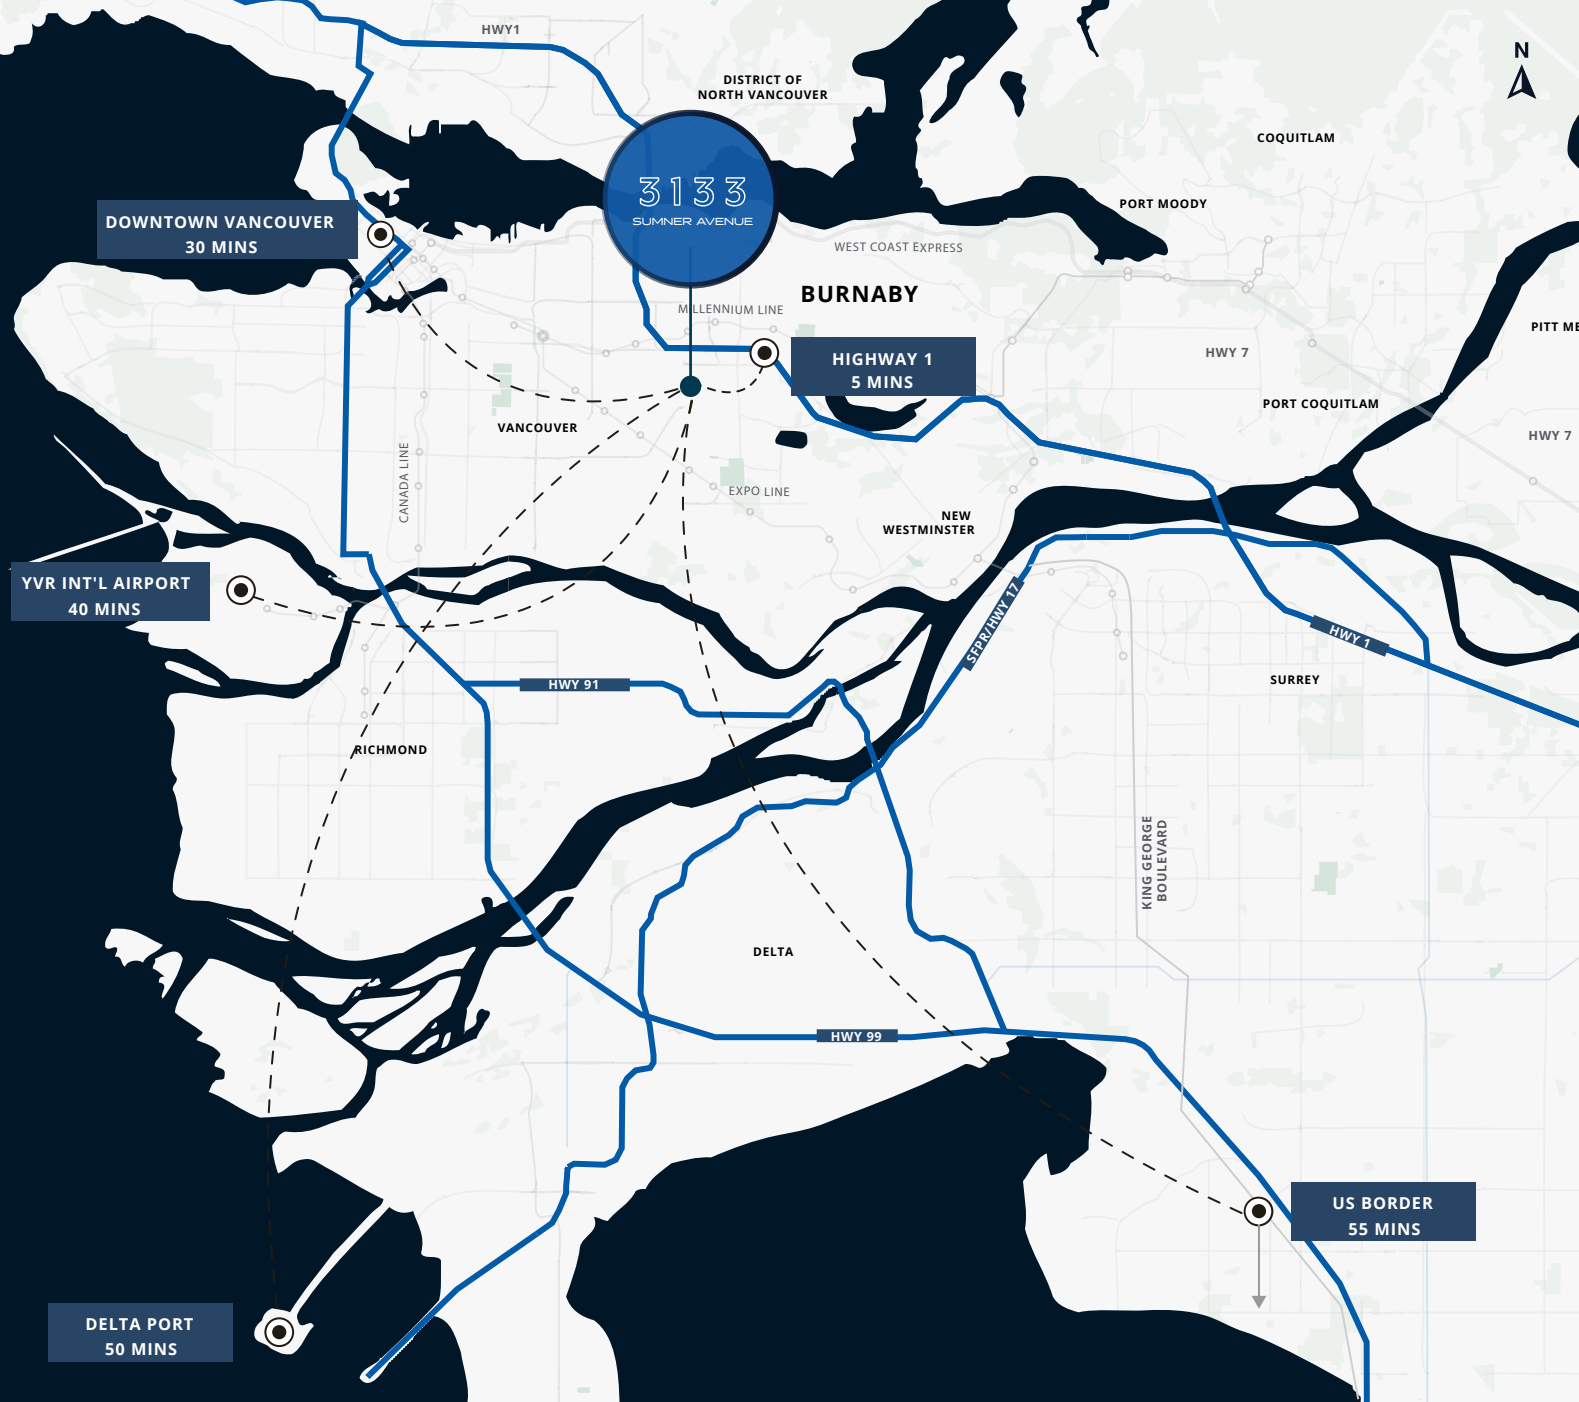 HWY1
N
DISTRICT OF
NORTH VANCOUVER
COQUITLAM
3133
SUMNER AVENUE
PORT MOODY
DOWNTOWN VANCOUVER
30 MINS
WEST COAST EXPRESS
BURNABY
MILLENNIUM LINE
PITT ME
HIGHWAY 1
5 MINS
HWY 7
PORT COQUITLAM
VANCOUVER
HWY 7
CANADA LINE
EXPO LINE
NEW
WESTMINSTER
YVR INT'L AIRPORT
40 MINS
SFPR/HWY 17
HWY 1
HWY 91
SURREY
RICHMOND
KING GEORGE
BOULEVARD
DELTA
HWY 99
US BORDER
55 MINS
DELTA PORT
50 MINS